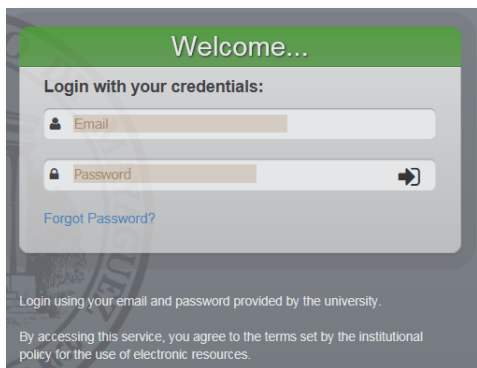 Welcome...
Login with your credentials:
Email
Password
Forgot Password?
Login using your email and password provided by the university.
By accessing this service, you agree to the terms set by the institutional
policy for the use of electronic resources.